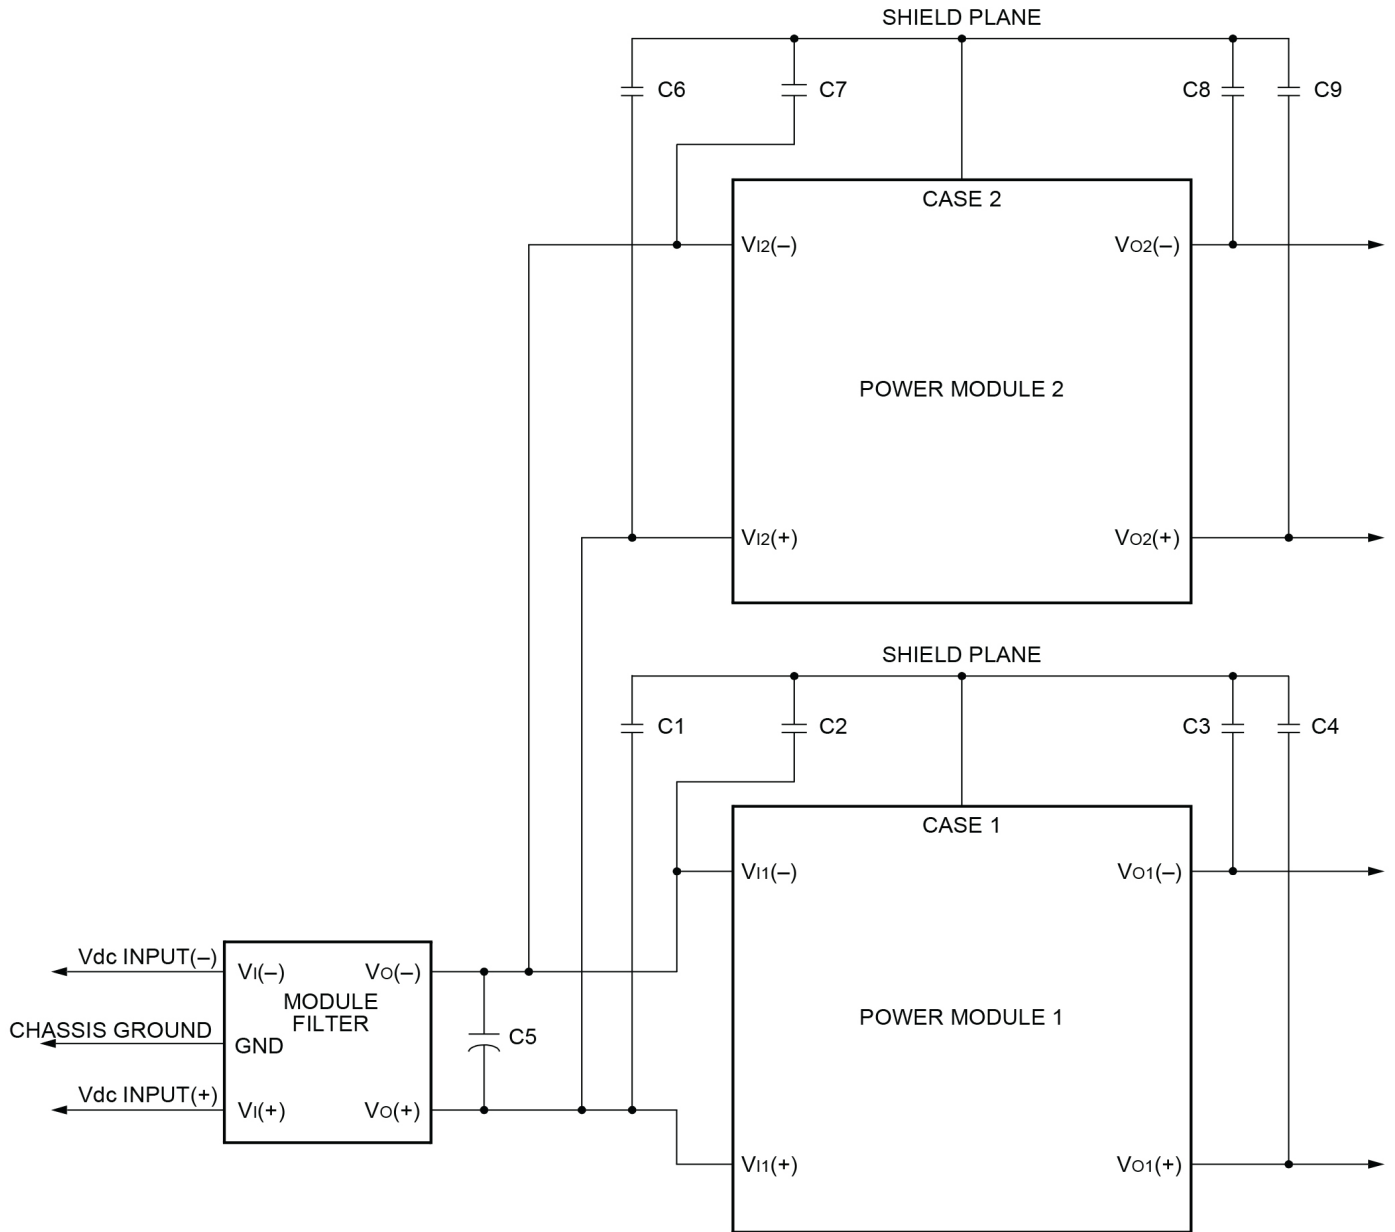 SHIELD PLANE
C6
C7
C8
C9
CASE 2
VI2(–)
VO2(–)
POWER MODULE 2
VI2(+)
VO2(+)
SHIELD PLANE
C1
C2
C3
C4
CASE 1
VI1(–)
VO1(–)
Vdc INPUT(–)
VI(–)
VO(–)
MODULE
FILTER
CHASSIS GROUND
GND
C5
POWER MODULE 1
Vdc INPUT(+)
VI(+)
VO(+)
VI1(+)
VO1(+)